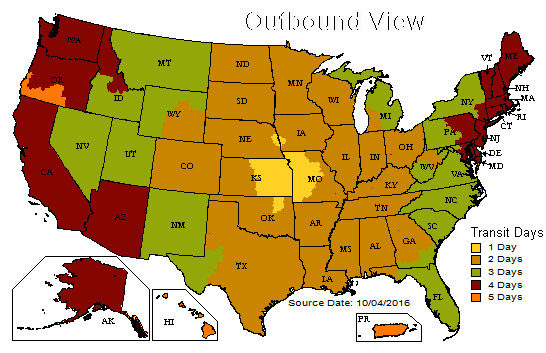 Outbound View
WA
MT
ND
MN
VT
ME
OR
ID
SD
WI
MI
NY
NH
MA
RI
CT
WY
NE
IA
PA
NJ
DE
MD
NV
UT
CO
KS
MO
IL
IN
OH
WV
VA
CA
KY
NC
TN
AZ
NM
OK
AR
SC
MS
AL
GA
TX
LA
FL
AK
HI
PR
Transit Days
1 Day
2 Days
3 Days
4 Days
5 Days
Source Date: 10/04/2016